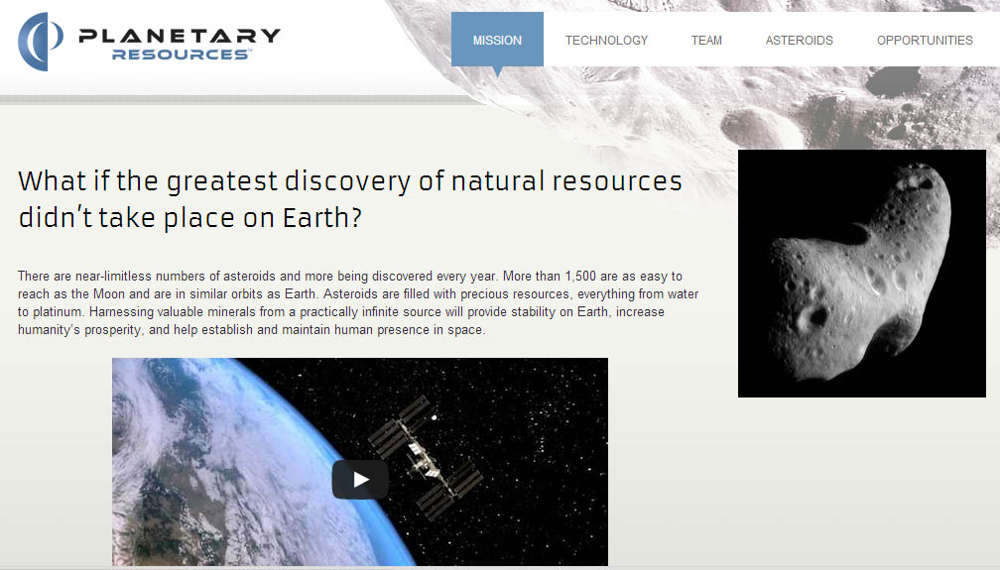 PLANETARY
RESOURCES™
MISSION
TECHNOLOGY
TEAM
ASTEROIDS
OPPORTUNITIES
What if the greatest discovery of natural resources
didn't take place on Earth?
There are near-limitless numbers of asteroids and more being discovered every year. More than 1,500 are as easy to
reach as the Moon and are in similar orbits as Earth. Asteroids are filled with precious resources, everything from water
to platinum. Harnessing valuable minerals from a practically infinite source will provide stability on Earth, increase
humanity's prosperity, and help establish and maintain human presence in space.